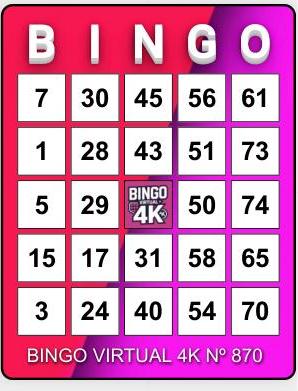 B I N G O
7 30 45 56 61
1 28 43 51 73
5 29 BINGO VIRTUAL 4K 50 74
15 17 31 58 65
3 24 40 54 70
BINGO VIRTUAL 4K Nº 870